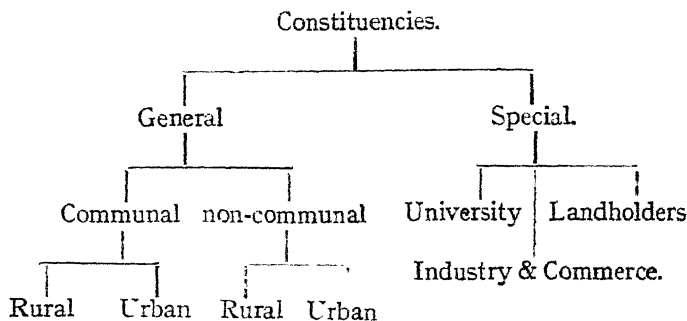 Constituencies.
General Special.
Communal non-communal University Landholders
Industry & Commerce.
Rural Urban Rural Urban